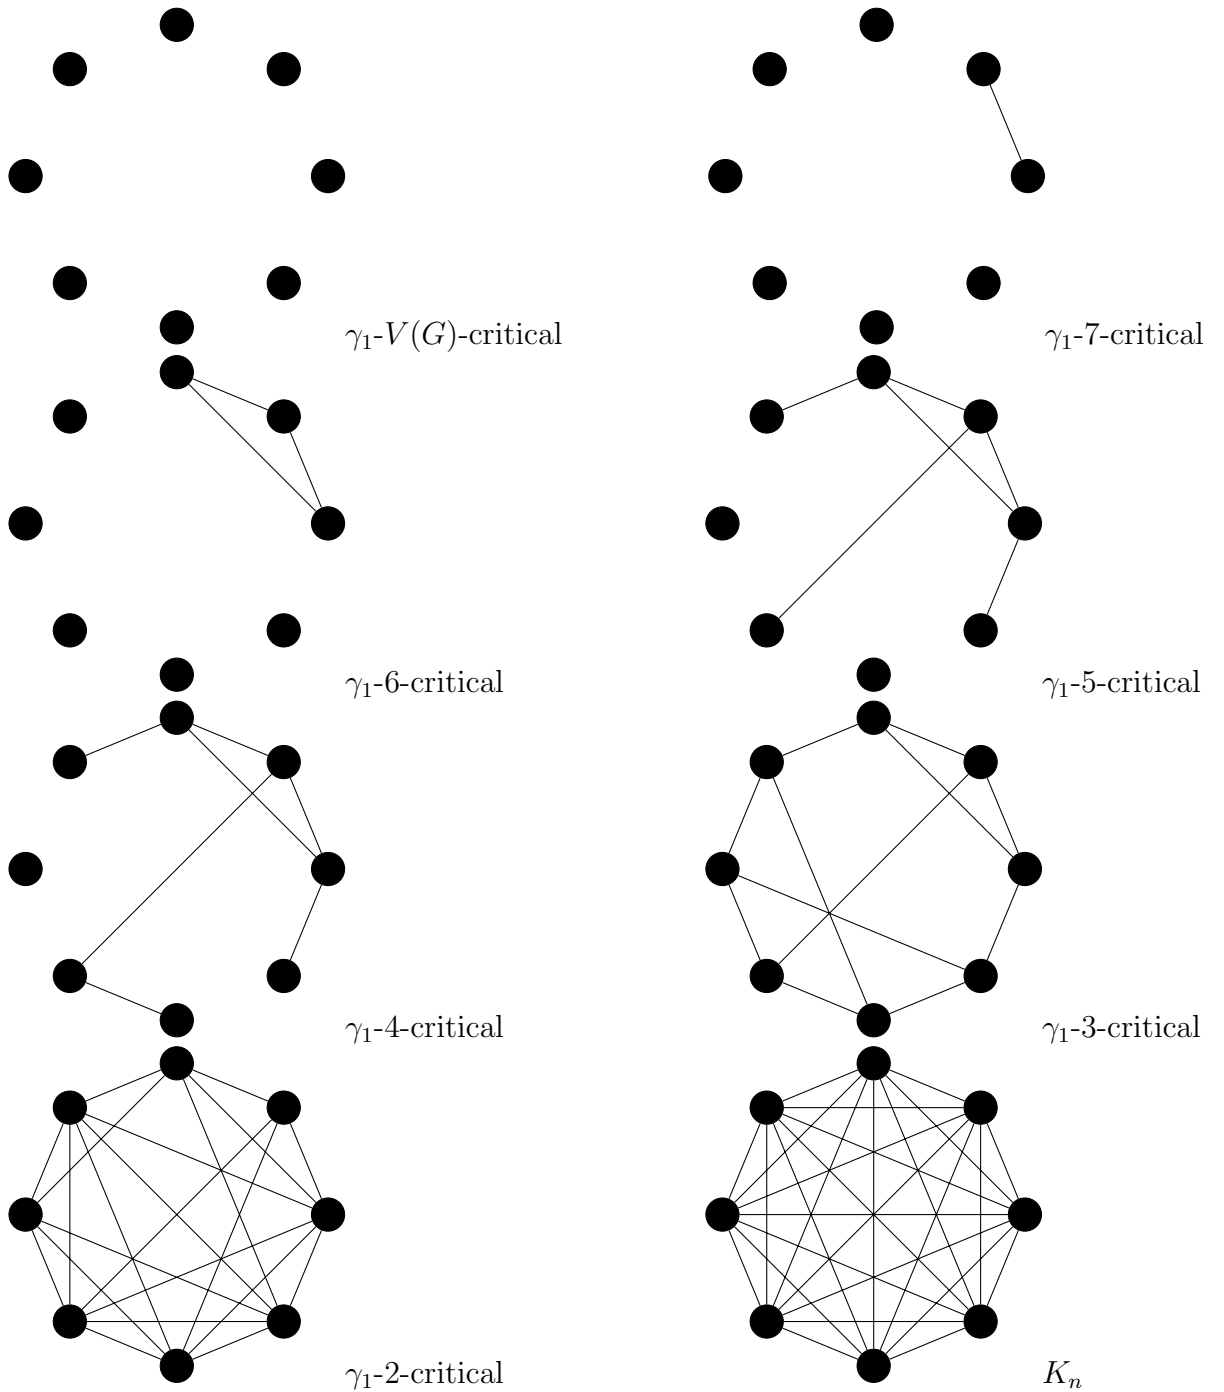 γ₁-V(G)-critical
γ₁-7-critical
γ₁-6-critical
γ₁-5-critical
γ₁-4-critical
γ₁-3-critical
γ₁-2-critical
Kₙ